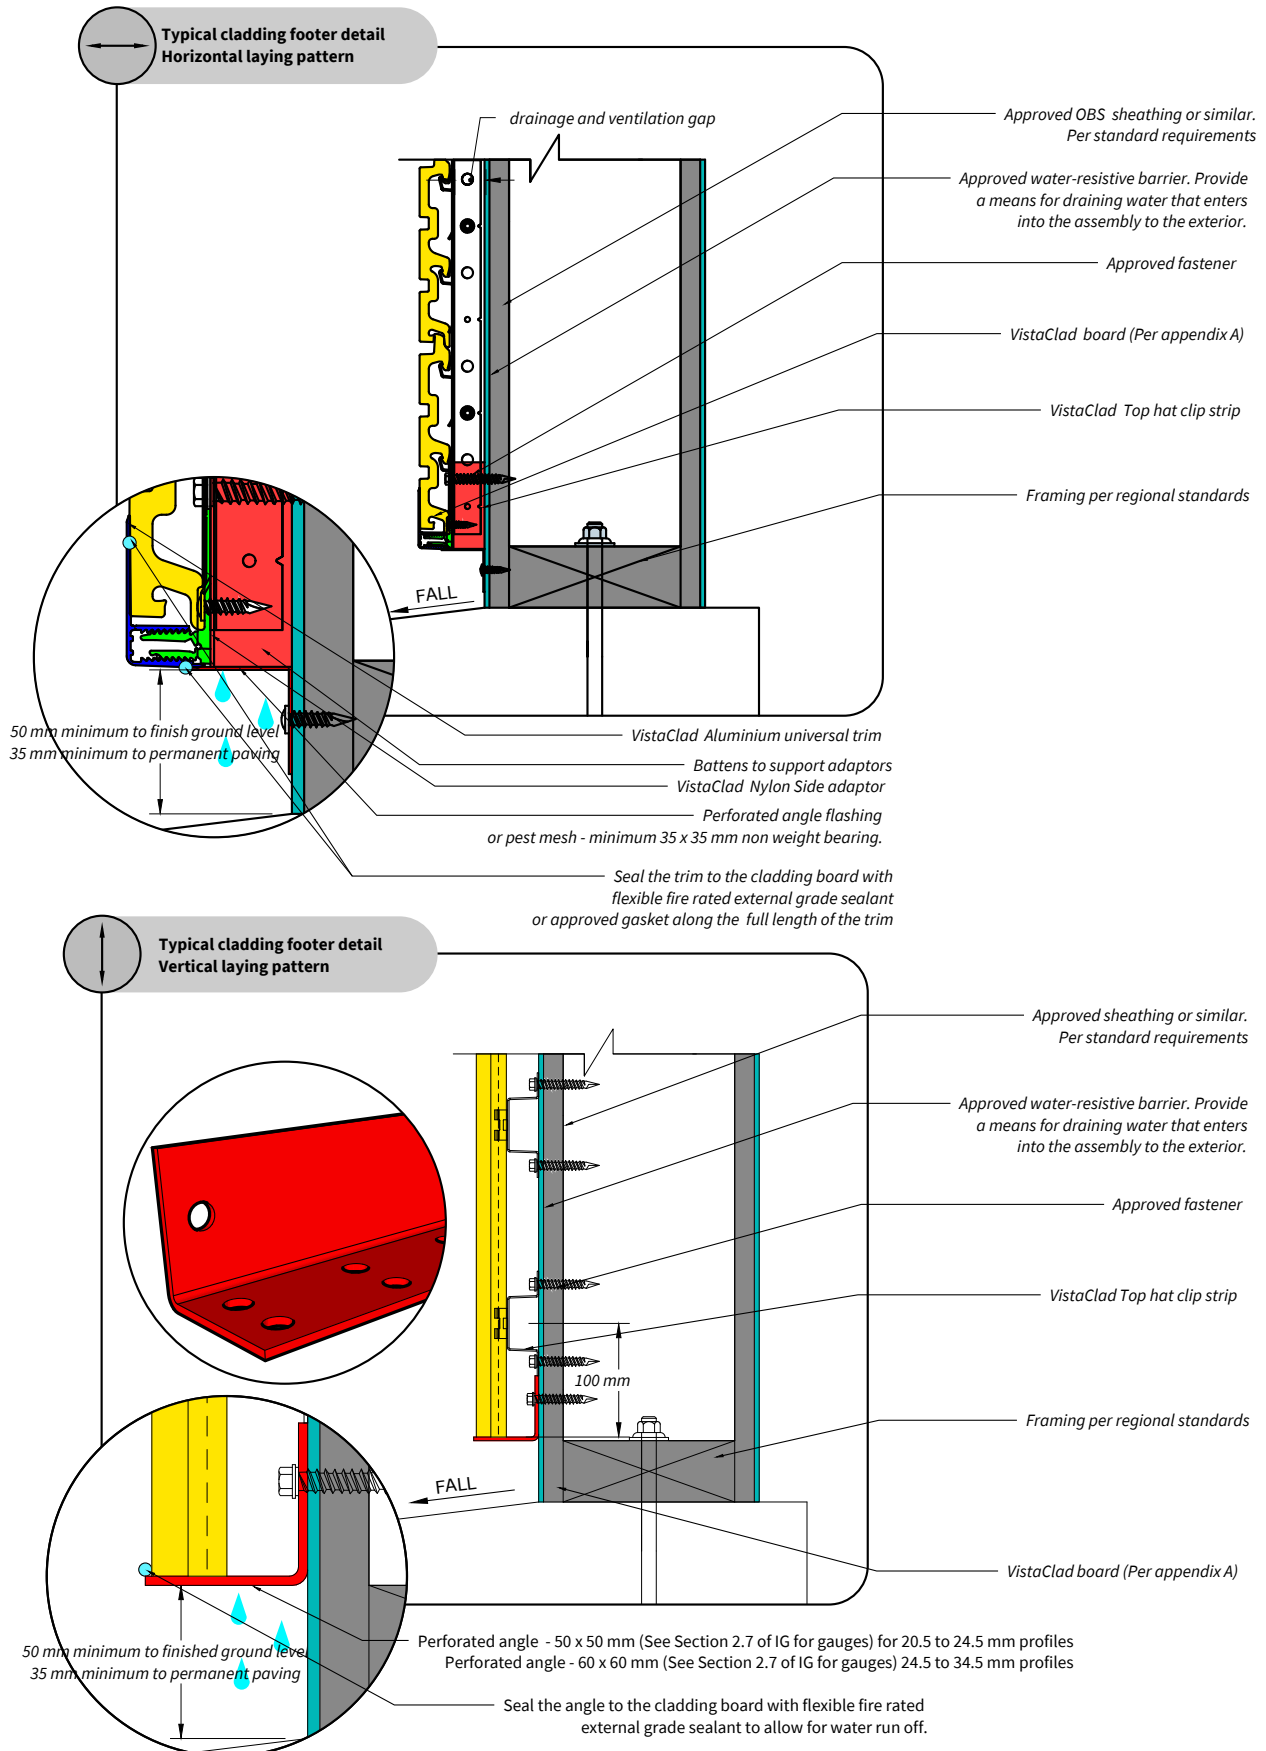 Typical cladding footer detail
Horizontal laying pattern
drainage and ventilation gap
Approved OBS sheathing or similar.
Per standard requirements
Approved water-resistive barrier. Provide
a means for draining water that enters
into the assembly to the exterior.
Approved fastener
VistaClad board (Per appendix A)
VistaClad Top hat clip strip
Framing per regional standards
FALL
50 mm minimum to finish ground level
35 mm minimum to permanent paving
VistaClad Aluminium universal trim
Battens to support adaptors
VistaClad Nylon Side adaptor
Perforated angle flashing
or pest mesh - minimum 35 x 35 mm non weight bearing.
Seal the trim to the cladding board with
flexible fire rated external grade sealant
or approved gasket along the full length of the trim
Typical cladding footer detail
Vertical laying pattern
Approved sheathing or similar.
Per standard requirements
Approved water-resistive barrier. Provide
a means for draining water that enters
into the assembly to the exterior.
Approved fastener
VistaClad Top hat clip strip
100 mm
Framing per regional standards
FALL
VistaClad board (Per appendix A)
50 mm minimum to finished ground level
35 mm minimum to permanent paving
Perforated angle - 50 x 50 mm (See Section 2.7 of IG for gauges) for 20.5 to 24.5 mm profiles
Perforated angle - 60 x 60 mm (See Section 2.7 of IG for gauges) 24.5 to 34.5 mm profiles
Seal the angle to the cladding board with flexible fire rated
external grade sealant to allow for water run off.